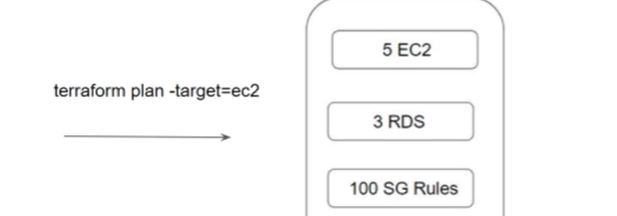 5 EC2
terraform plan -target=ec2
3 RDS
100 SG Rules